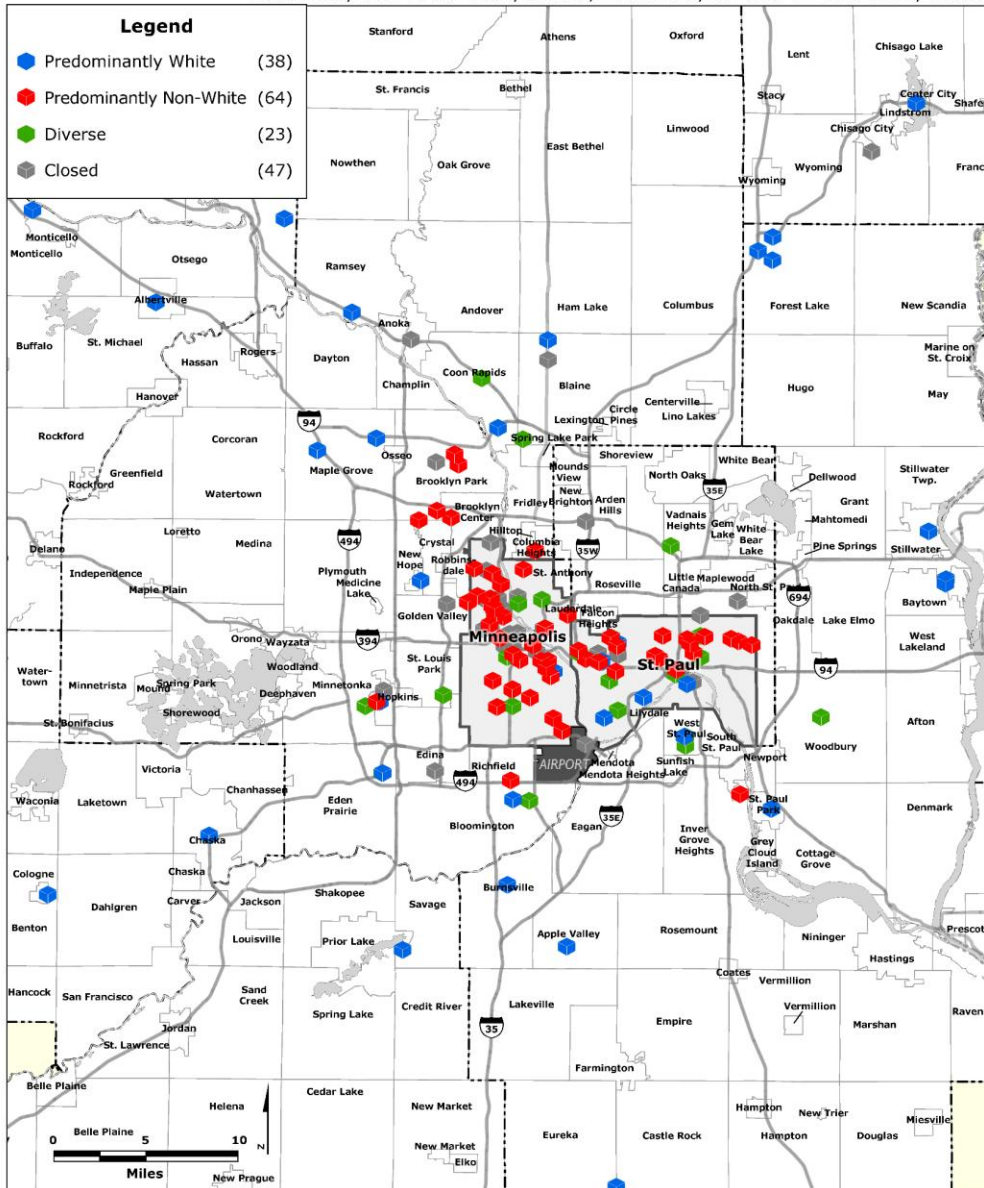 Legend
Predominantly White (38)
Predominantly Non-White (64)
Diverse (23)
Closed (47)
Stanford
Athens
Oxford
Lent
Chisago Lake
St. Francis
Bethel
Stacy
Center City
Lindstrom
Shafe
Chisago City
Linwood
East Bethel
Nowthen
Oak Grove
Wyoming
Wyoming
Franc
Monticello
Monticello
Otsego
Ramsey
Albertville
Andover
Ham Lake
Columbus
Forest Lake
New Scandia
Anoka
Buffalo
St. Michael
Hassan
Rogers
Dayton
Marine on
St. Croix
Coon Rapids
Champlin
Blaine
Hugo
May
Hanover
Centerville
Lino Lakes
Circle
Pines
Lexington
94
Rockford
Corcoran
Osseo
Spring Lake Park
Maple Grove
Shoreview
White Bear
Mounds
View
North Oaks
Dellwood
Stillwater
Twp.
Greenfield
Rockford
Brooklyn Park
New
Brighton
Arden
Hills
35E
Grant
Watertown
Fridley
Mahtomedi
Brooklyn
Center
Vadnais
Heights
Gem
Lake
White
Bear
Lake
Loretto
Hilltop
35W
Stillwater
Delano
Medina
494
Crystal
Columbia
Heights
Pine Springs
New
Hope
Robbins
dale
Independence
Plymouth
Medicine
Lake
St. Anthony
Roseville
Little
Canada
Maplewood
North St. P
694
Baytown
Maple Plain
Golden Valley
Lauderdale
Falcon
Heights
Oakdale
Lake Elmo
Orono
Wayzata
394
Minneapolis
West
Lakeland
Water-
town
Woodland
St. Louis
Park
St. Paul
94
Minnetrista
Mound
Spring Park
Deephaven
Minnetonka
Hopkins
Shorewood
Lilydale
Afton
St. Bonifacius
West
St. Paul
South
St. Paul
Woodbury
Edina
Mendota
Newport
Victoria
AIRPORT
Richfield
Mendota Heights
Sunfish
Lake
Chanhassen
494
Waconia
Laketown
Eden
Prairie
St. Paul
Park
Denmark
35E
Bloomington
Eagan
Inver
Grove
Heights
Grey
Cloud
Island
Cottage
Grove
Chaska
Chaska
Cologne
Shakopee
Burnsville
Carver
Jackson
Savage
Dahlgren
Benton
Louisville
Prior Lake
Apple Valley
Rosemount
Nininger
Prescot
Hastings
Coates
Vermillion
Hancock
San Francisco
Sand
Creek
Credit River
Lakeville
Vermillion
Raven
Spring Lake
Jordan
35
Empire
Marshan
St. Lawrence
Farmington
Belle Plaine
Cedar Lake
Helena
New Market
Hampton
New Trier
Miesville
Belle Plaine
Eureka
Castle Rock
Hampton
Douglas
0 5 10
Miles
N
New Market
Elko
New Prague